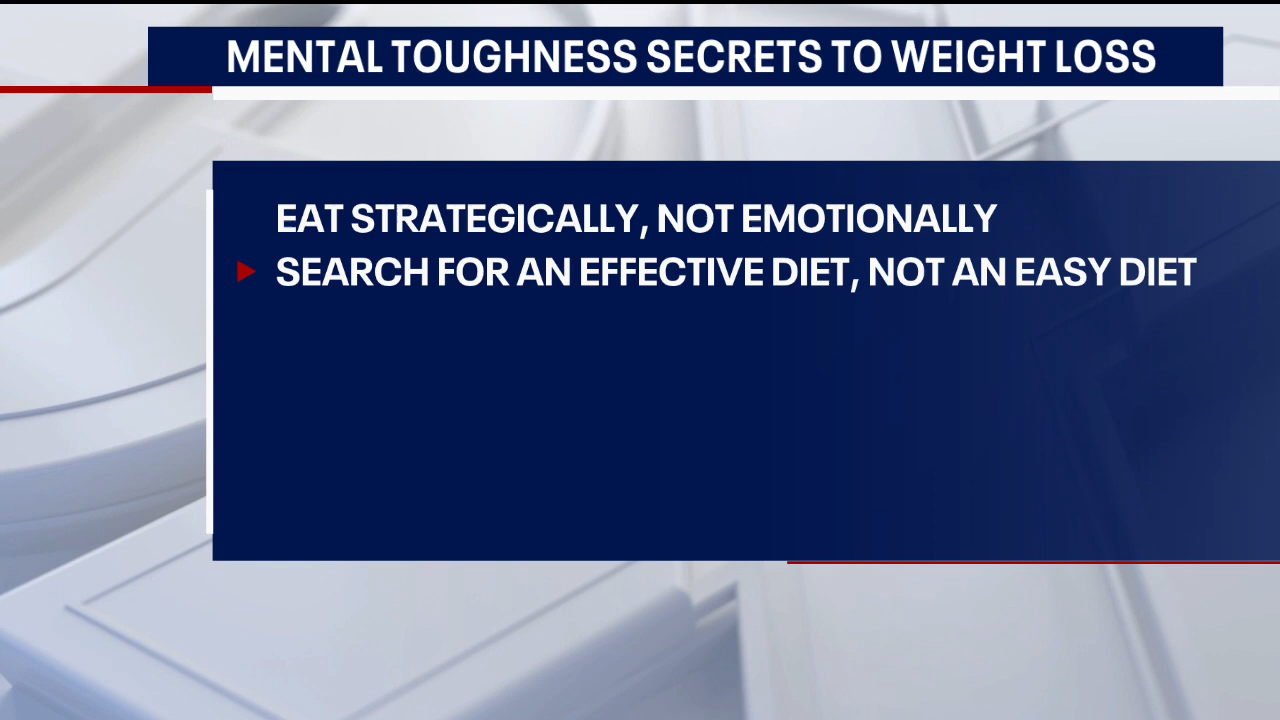 MENTAL TOUGHNESS SECRETS TO WEIGHT LOSS
EAT STRATEGICALLY, NOT EMOTIONALLY
SEARCH FOR AN EFFECTIVE DIET, NOT AN EASY DIET